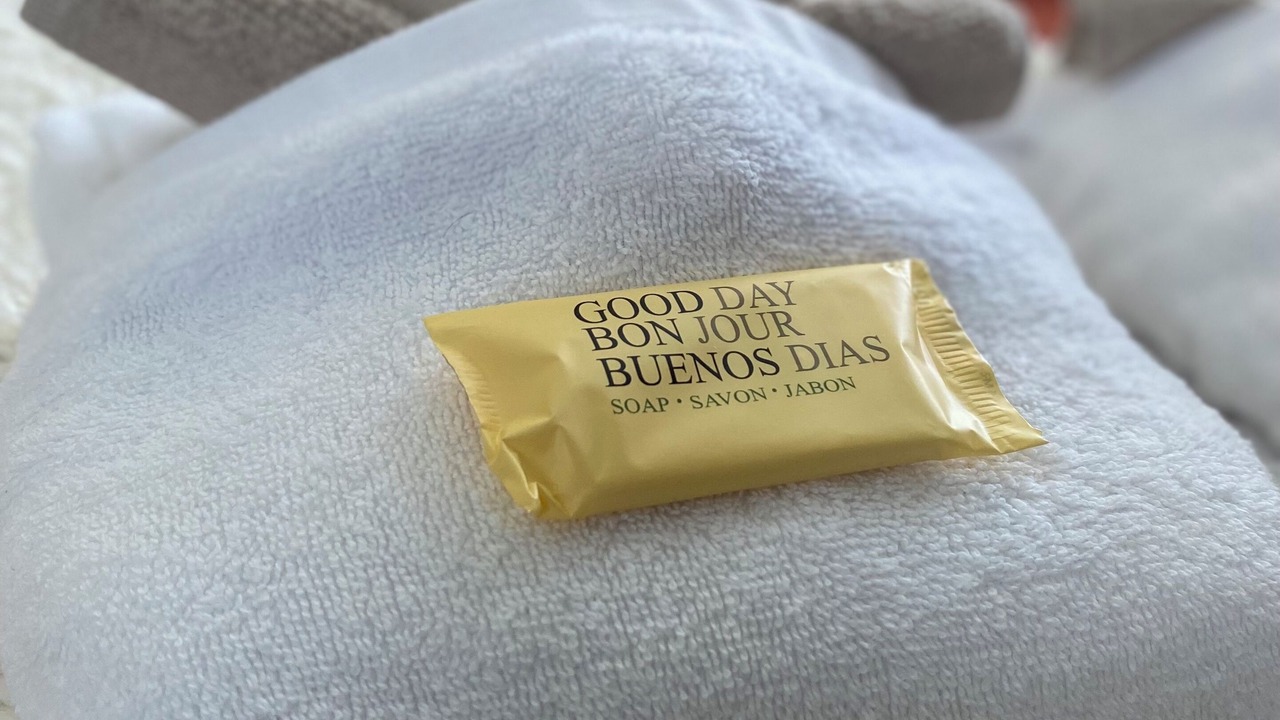 GOOD DAY
BON JOUR
BUENOS DIAS
SOAP • SAVON • JABON